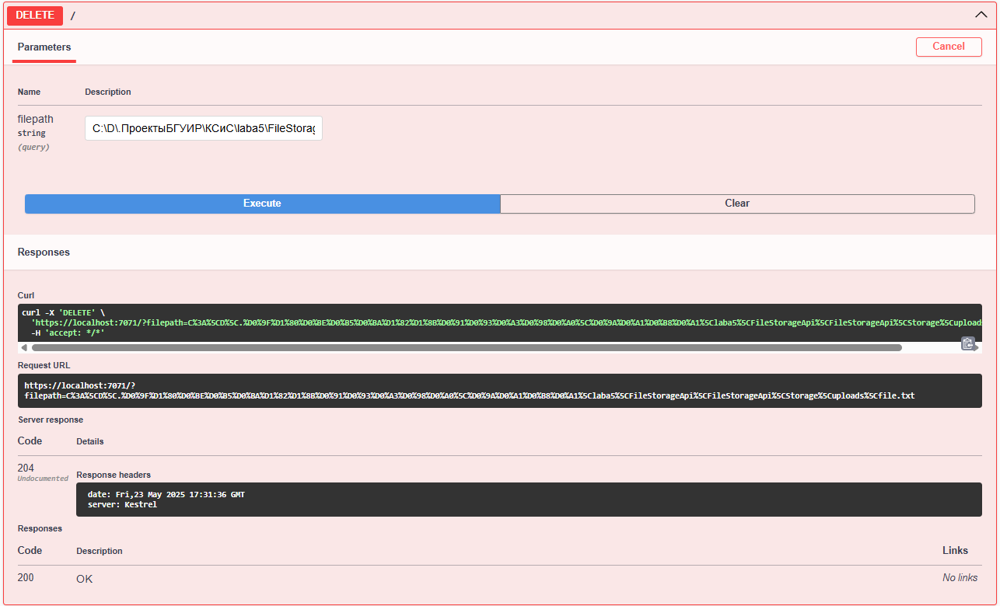 DELETE /
Parameters
Cancel
Name Description
filepath
string
(query)
C:\D\.ПроектыБГУИР\КСиС\laba5\FileStorag
Execute Clear
Responses
Curl
curl -X 'DELETE' \
'https://localhost:7071/?filepath=C%3A%5CD%5C.%D0%9F%D1%80%D0%BE%D0%B5%D0%BA%D1%82%D1%8B%D0%91%D0%93%D0%A3%D0%98%D0%A0%5C%D0%9A%D0%A1%D0%B8%D0%A1%5Claba5%5CFileStorageApi%5CFileStorageApi%5CStorage%5Cuploads
-H 'accept: */*'
Request URL
https://localhost:7071/?
filepath=C%3A%5CD%5C.%D0%9F%D1%80%D0%BE%D0%B5%D0%BA%D1%82%D1%8B%D0%91%D0%93%D0%A3%D0%98%D0%A0%5C%D0%9A%D0%A1%D0%B8%D0%A1%5Claba5%5CFileStorageApi%5CFileStorageApi%5CStorage%5Cuploads%5Cfile.txt
Server response
Code Details
204
Undocumented
Response headers
date: Fri,23 May 2025 17:31:36 GMT
server: Kestrel
Responses
Code Description Links
200 OK No links